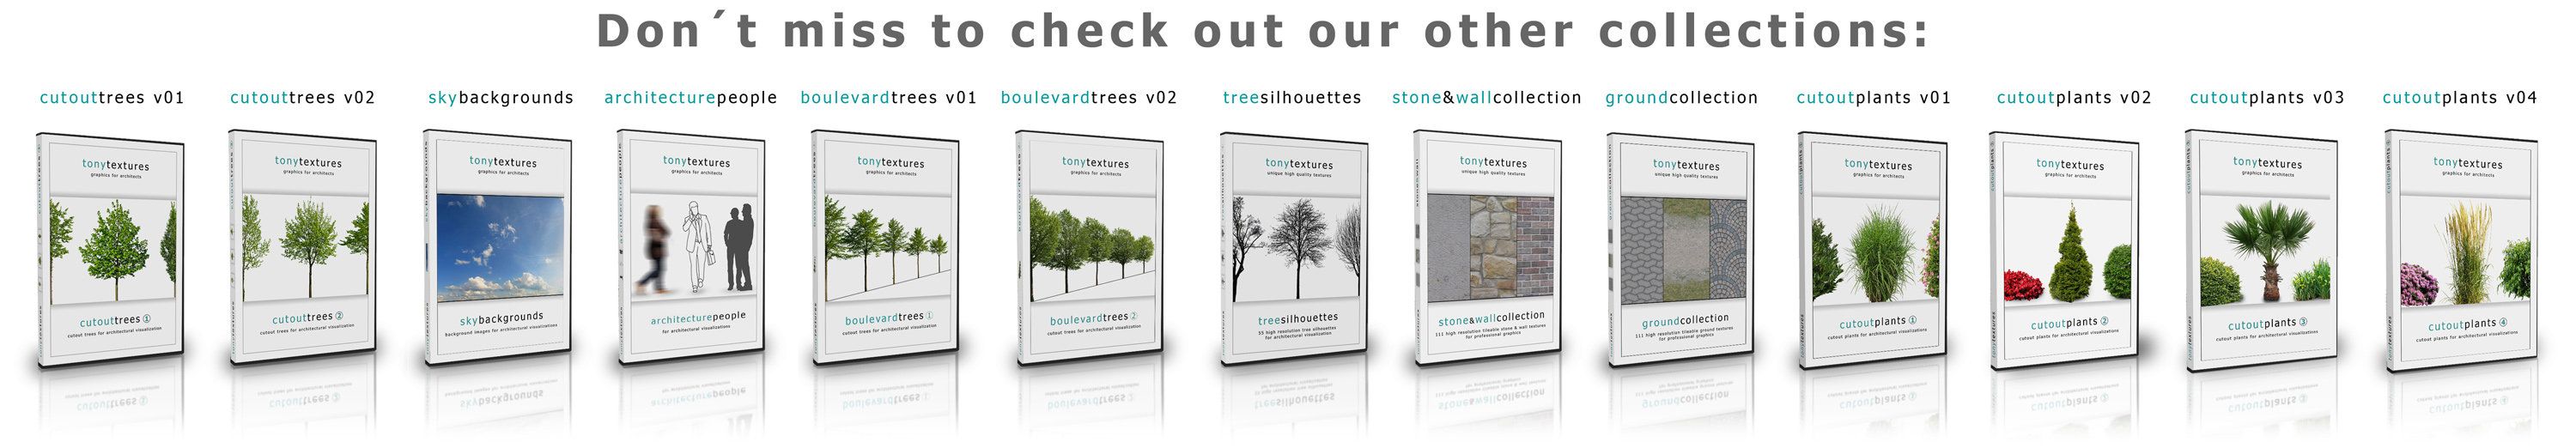 Don´t miss to check out our other collections:
cutouttrees v01
cutouttrees v02
skybackgrounds
architecturepeople
boulevardtrees v01
boulevardtrees v02
treesilhouettes
stone&wallcollection
groundcollection
cutoutplants v01
cutoutplants v02
cutoutplants v03
cutoutplants v04
tonytextures
graphics for architects
cutouttrees ①
cutout trees for architectural visualization
tonytextures
graphics for architects
cutouttrees ②
cutout trees for architectural visualization
tonytextures
graphics for architects
skybackgrounds
background images for architectural visualizations
tonytextures
graphics for architects
architecturepeople
for architectural visualizations
tonytextures
graphics for architects
boulevardtrees ①
cutout trees for architectural visualization
tonytextures
graphics for architects
boulevardtrees ②
cutout trees for architectural visualization
tonytextures
unique high quality textures
treesilhouettes
55 high resolution tree silhouettes
for architectural visualization
tonytextures
unique high quality textures
stone&wallcollection
111 high resolution tileable stone & wall textures
for professional graphics
tonytextures
unique high quality textures
groundcollection
111 high resolution tileable ground textures
for professional graphics
tonytextures
graphics for architects
cutoutplants ①
cutout plants for architectural visualizations
tonytextures
graphics for architects
cutoutplants ②
cutout plants for architectural visualizations
tonytextures
graphics for architects
cutoutplants ③
cutout plants for architectural visualizations
tonytextures
graphics for architects
cutoutplants ④
cutout plants for architectural visualizations